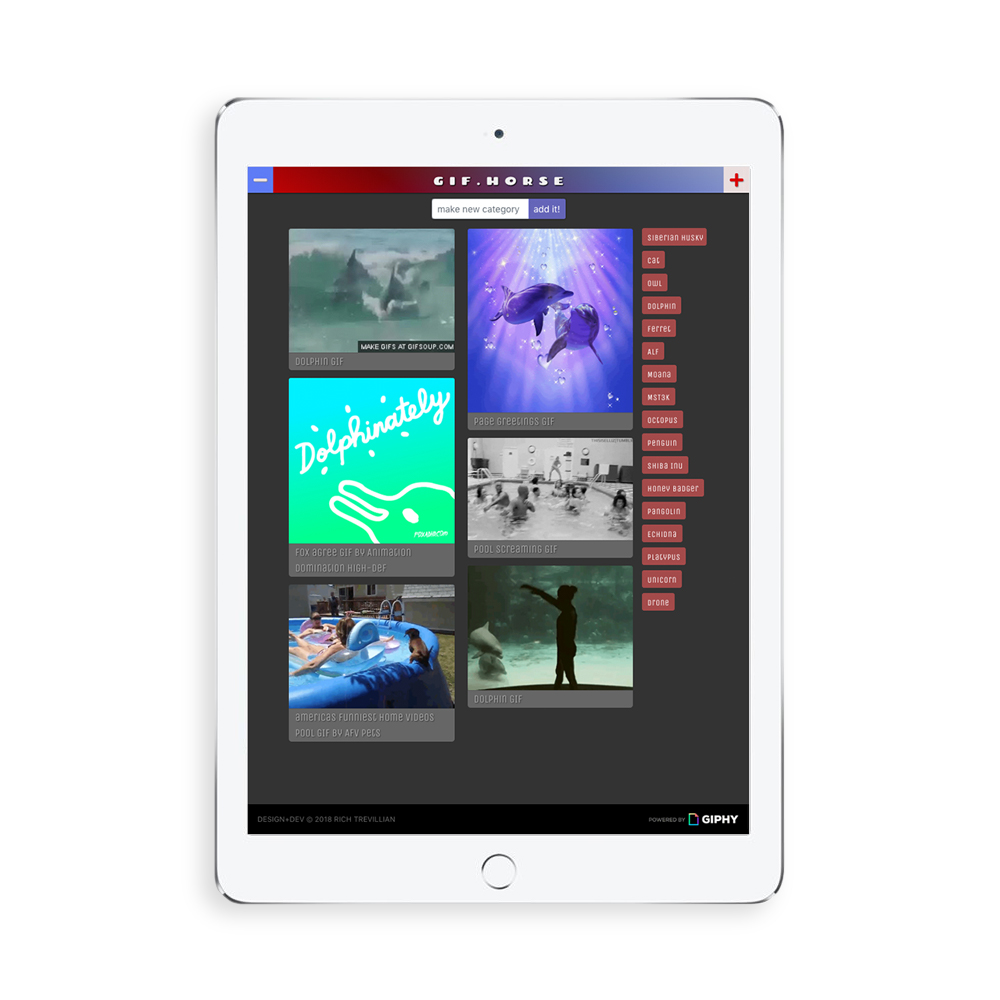 GIF.HORSE
make new category add it!
MAKE GIFS AT GIFSOUP.COM
DOLPHIN GIF
Dolphinately
FOXADHD.COM
Fox agree GIF by Animation
Domination High-Def
americas Funniest Home Videos
POOL GIF BY AFV Pets
Page Greetings GIF
POOL Screaming GIF
DOLPHIN GIF
Siberian Husky
cat
owl
DOLPHIN
Ferret
ALF
Moana
MST3K
Octopus
Penguin
Shiba Inu
Honey Badger
Pangolin
Echidna
Platypus
Unicorn
Drone
DESIGN+DEV © 2018 RICH TREVILLIAN
POWERED BY GIPHY